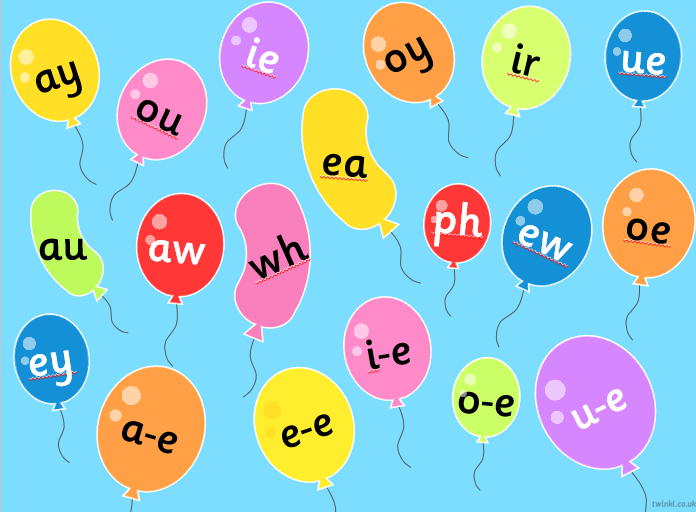 ay
ou
ie
oy
ir
ue
ea
au
aw
wh
ph
ew
oe
ey
a-e
e-e
i-e
o-e
u-e
twinkl.co.uk